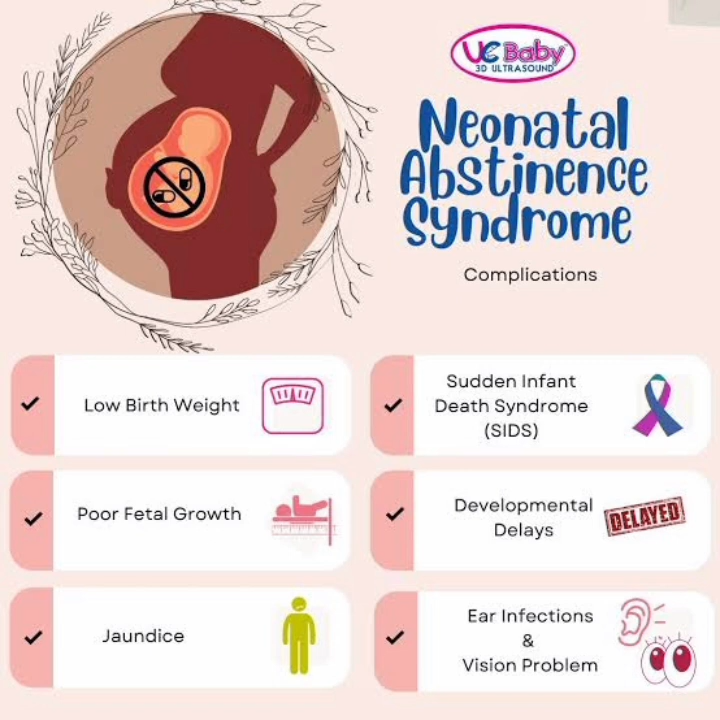 UC Baby
3D ULTRASOUND
Neonatal
Abstinence
Syndrome
Complications
Low Birth Weight
Sudden Infant
Death Syndrome
(SIDS)
Poor Fetal Growth
Developmental
Delays
DELAYED
Jaundice
Ear Infections
&
Vision Problem